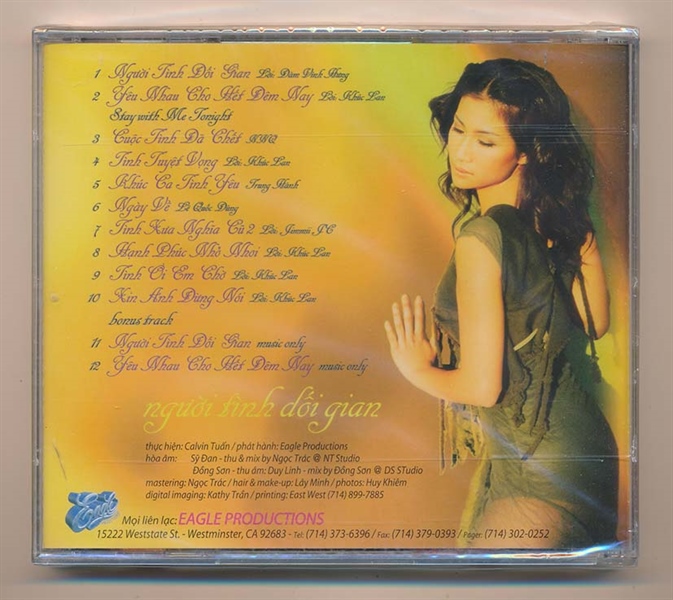 1 Người Tình Dối Gian Lời: Đàm Vĩnh Hưng
2 Yêu Nhau Cho Hết Đêm Nay Lời: Khúc Lan
Stay with Me Tonight
3 Cuộc Tình Đã Chết
4 Tình Tuyệt Vọng Lời: Khúc Lan
5 Khúc Ca Tình Yêu Trung Hành
6 Ngày Về Lê Quốc Dũng
7 Tình Xưa Nghĩa Cũ 2 Lời: Jimmii JC
8 Hạnh Phúc Nhỏ Nhoi Lời: Khúc Lan
9 Tình Ơi Em Chờ Lời: Khúc Lan
10 Xin Anh Đừng Nói Lời: Khúc Lan
bonus track
11 Người Tình Dối Gian music only
12 Yêu Nhau Cho Hết Đêm Nay music only
người tình dối gian
thực hiện: Calvin Tuấn / phát hành: Eagle Productions
hòa âm: Sỹ Đan - thu & mix by Ngọc Trác @ NT Studio
Đồng Sơn - thu âm: Duy Linh - mix by Đồng Sơn @ DS STudio
mastering: Ngọc Trác / hair & make-up: Lây Minh / photos: Huy Khiêm
digital imaging: Kathy Trần / printing: East West (714) 899-7885
Eagle
Mọi liên lạc: EAGLE PRODUCTIONS
15222 Weststate St. - Westminster, CA 92683 - Tel: (714) 373-6396 / Fax: (714) 379-0393 / Pager: (714) 302-0252